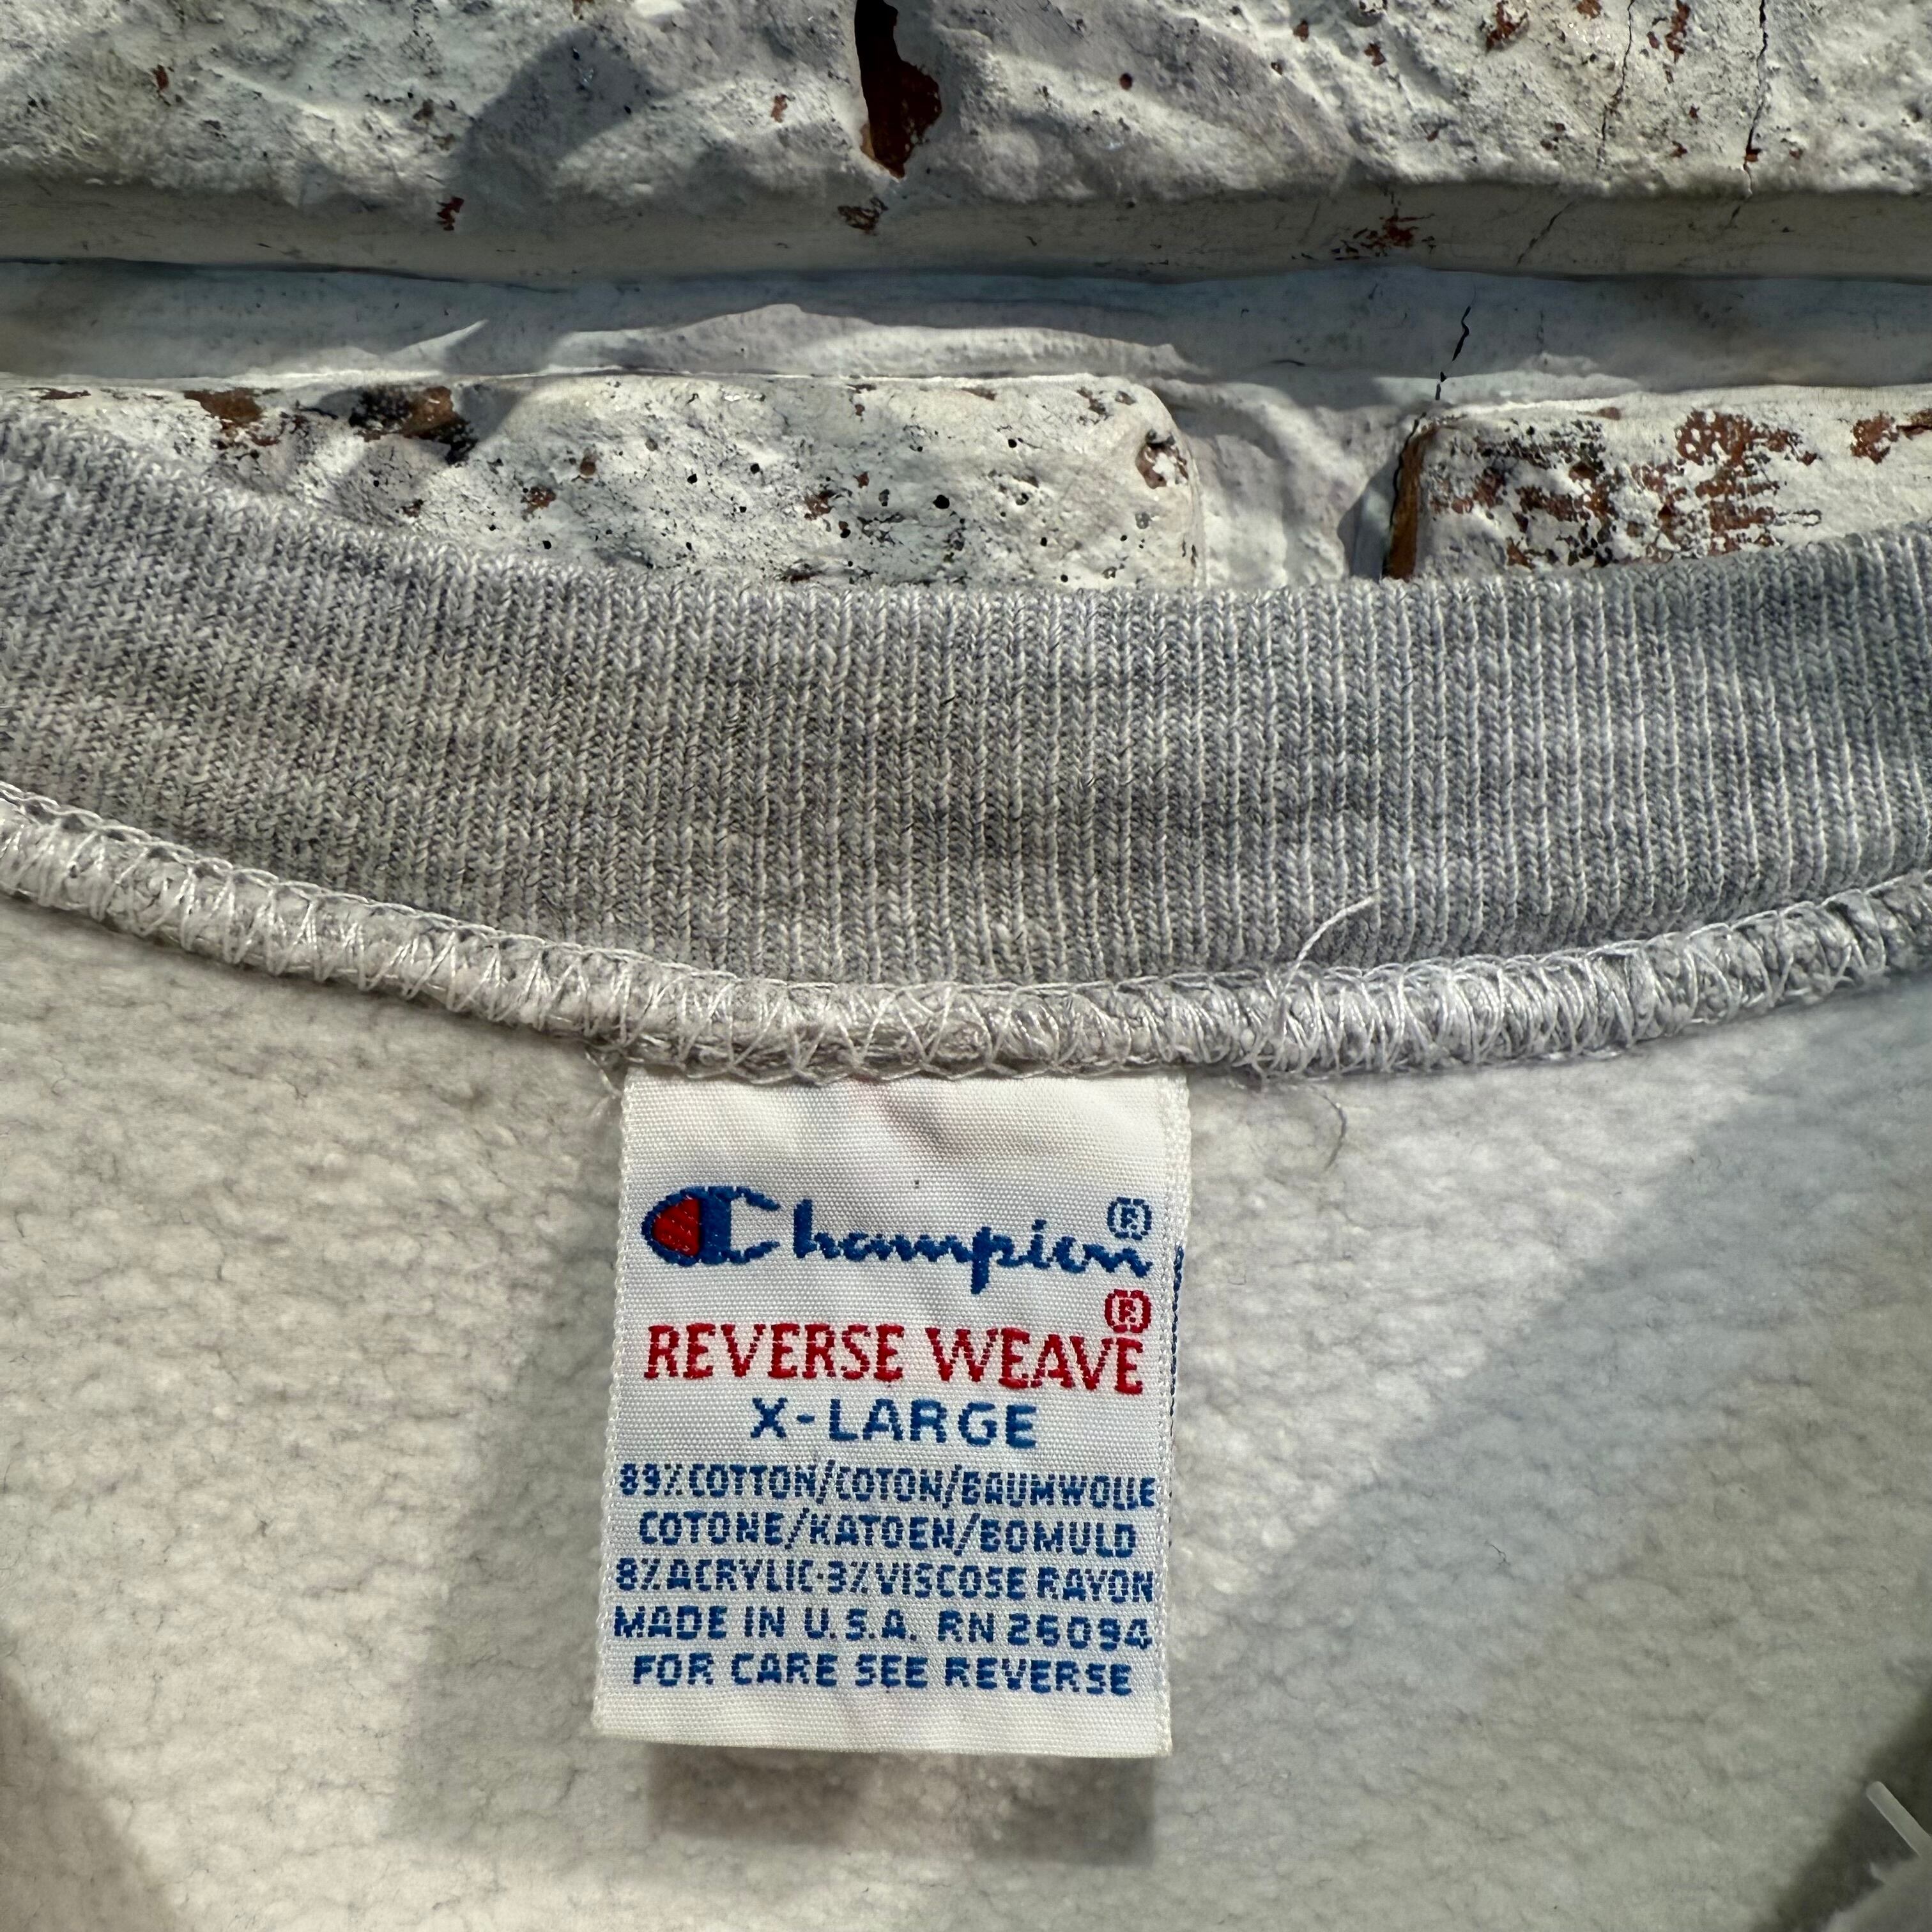 Champion®
REVERSE WEAVE®
X-LARGE
89% COTTON/COTON/BAUMWOLLE
COTONE/KATOEN/BOMULD
8% ACRYLIC-3% VISCOSE RAYON
MADE IN U.S.A. RN 26094
FOR CARE SEE REVERSE